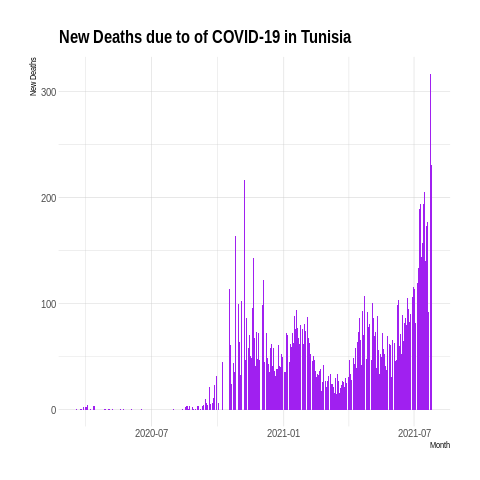 New Deaths due to of COVID-19 in Tunisia
New Deaths
300
200
100
0
2020-07
2021-01
2021-07
Month